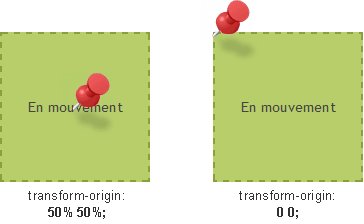 En mouvement
En mouvement
transform-origin:
50% 50%;
transform-origin:
0 0;